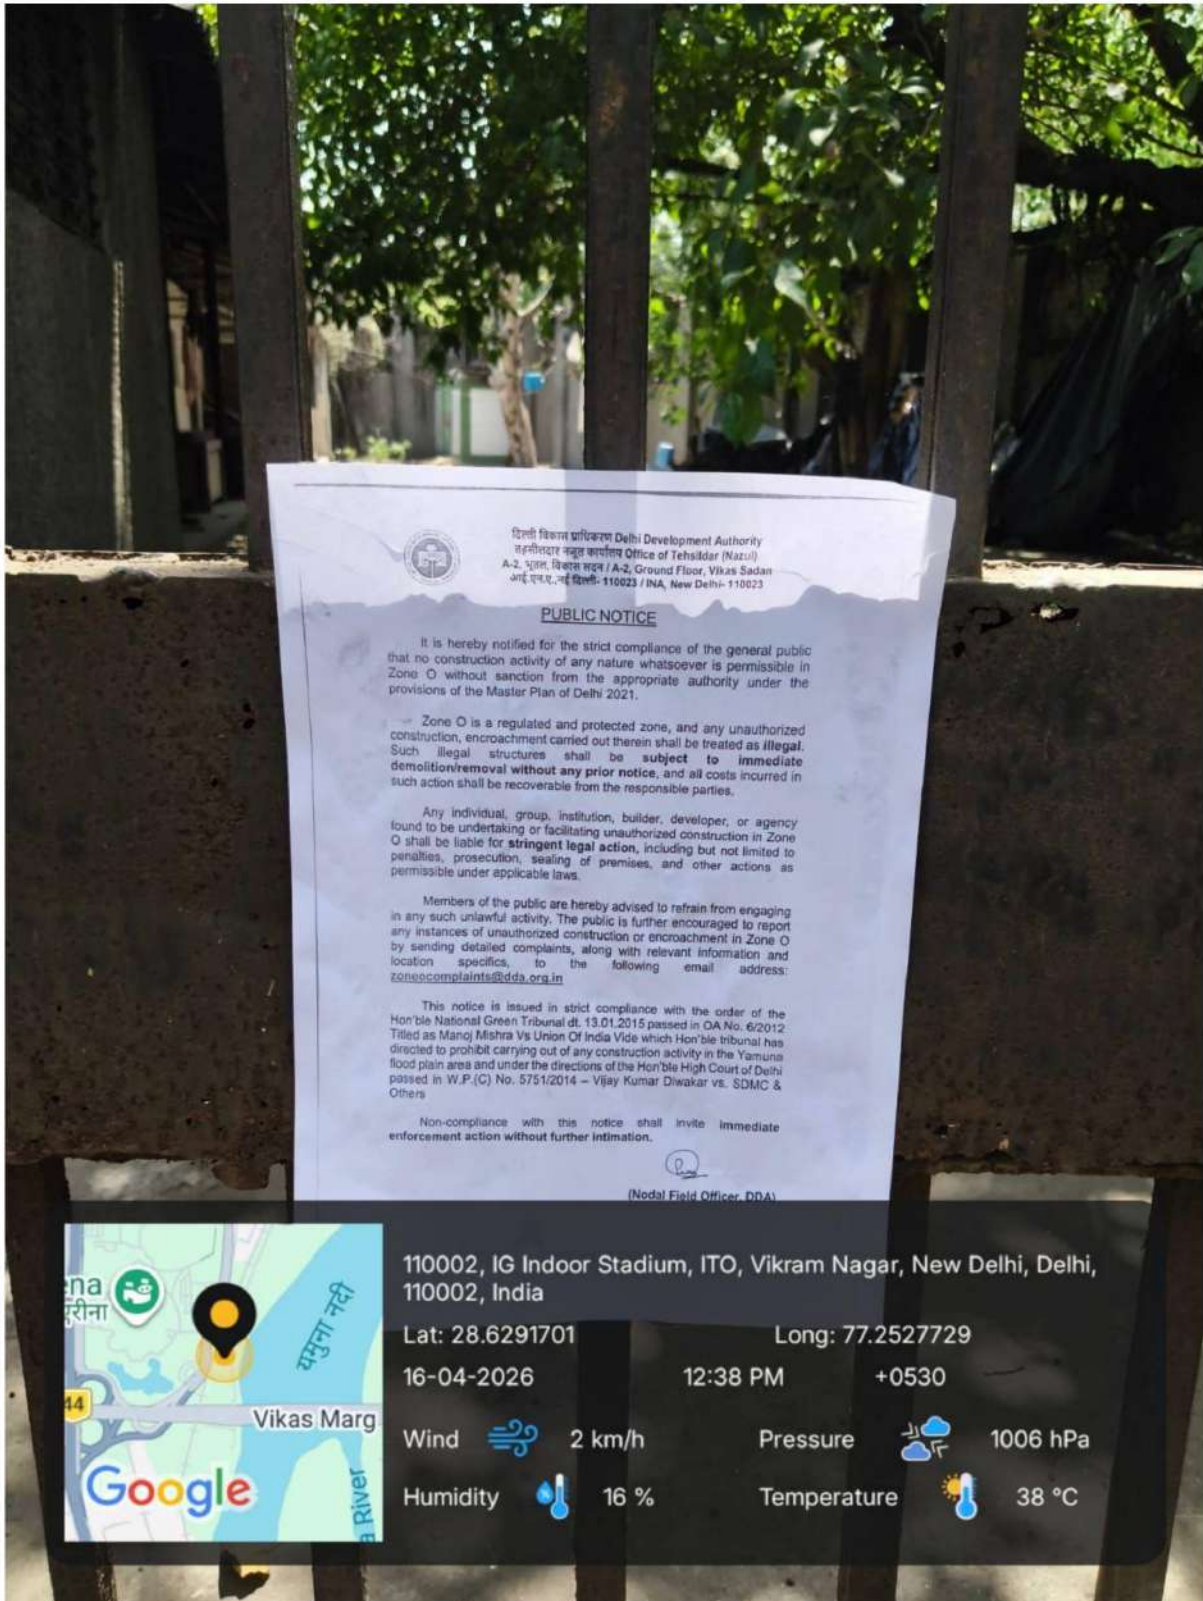 दिल्ली विकास प्राधिकरण Delhi Development Authority
तहसीलदार नजूल कार्यालय Office of Tehsildar (Nazul)
A-2, भूतल, विकास सदन / A-2, Ground Floor, Vikas Sadan
आई.एन.ए.,नई दिल्ली- 110023 / INA, New Delhi- 110023
PUBLIC NOTICE
It is hereby notified for the strict compliance of the general public
that no construction activity of any nature whatsoever is permissible in
Zone O without sanction from the appropriate authority under the
provisions of the Master Plan of Delhi 2021.
Zone O is a regulated and protected zone, and any unauthorized
construction, encroachment carried out therein shall be treated as illegal.
Such illegal structures shall be subject to immediate
demolition/removal without any prior notice, and all costs incurred in
such action shall be recoverable from the responsible parties.
Any individual, group, institution, builder, developer, or agency
found to be undertaking or facilitating unauthorized construction in Zone
O shall be liable for stringent legal action, including but not limited to
penalties, prosecution, sealing of premises, and other actions as
permissible under applicable laws.
Members of the public are hereby advised to refrain from engaging
in any such unlawful activity. The public is further encouraged to report
any instances of unauthorized construction or encroachment in Zone O
by sending detailed complaints, along with relevant information and
location specifics, to the following email address:
zoneocomplaints@dda.org.in
This notice is issued in strict compliance with the order of the
Hon'ble National Green Tribunal dt. 13.01.2015 passed in OA No. 6/2012
Titled as Manoj Mishra Vs Union Of India Vide which Hon'ble tribunal has
directed to prohibit carrying out of any construction activity in the Yamuna
flood plain area and under the directions of the Hon'ble High Court of Delhi
passed in W.P.(C) No. 5751/2014 – Vijay Kumar Diwakar vs. SDMC &
Others
Non-compliance with this notice shall invite immediate
enforcement action without further intimation.
(Nodal Field Officer, DDA)
110002, IG Indoor Stadium, ITO, Vikram Nagar, New Delhi, Delhi,
110002, India
Lat: 28.6291701 Long: 77.2527729
16-04-2026 12:38 PM +0530
Wind 2 km/h Pressure 1006 hPa
Humidity 16 % Temperature 38 °C
ena
रीना
यमुना नदी
44
Vikas Marg
Google
a River